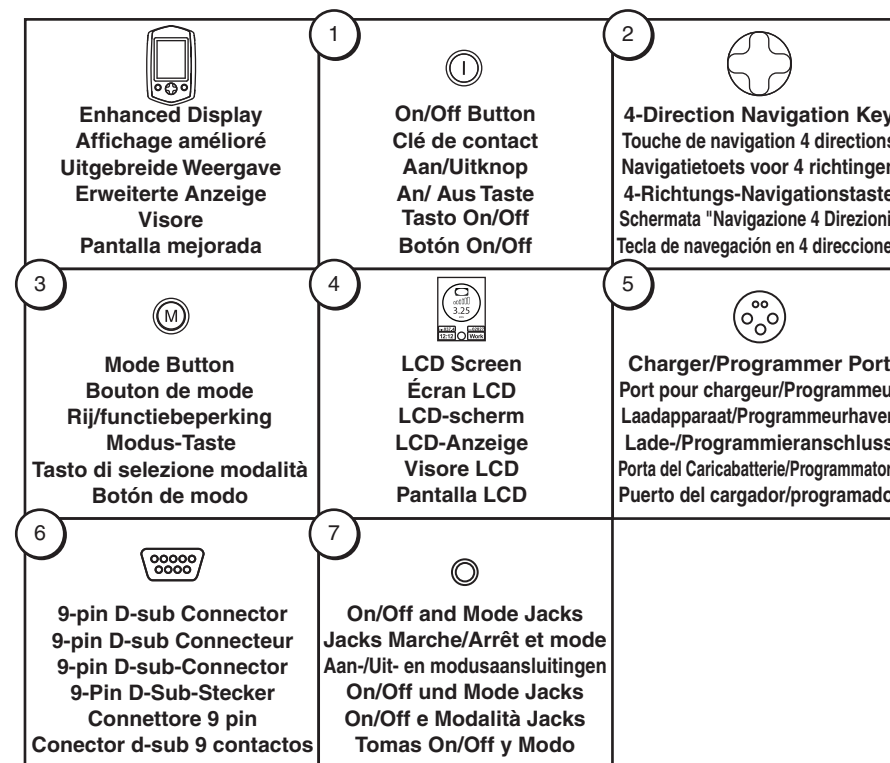 Enhanced Display
Affichage amélioré
Uitgebreide Weergave
Erweiterte Anzeige
Visore
Pantalla mejorada
1
On/Off Button
Clé de contact
Aan/Uitknop
An/ Aus Taste
Tasto On/Off
Botón On/Off
2
4-Direction Navigation Key
Touche de navigation 4 directions
Navigatietoets voor 4 richtingen
4-Richtungs-Navigationstaste
Schermata "Navigazione 4 Direzioni
Tecla de navegación en 4 direccione
3
M
Mode Button
Bouton de mode
Rij/functiebeperking
Modus-Taste
Tasto di selezione modalità
Botón de modo
4
3.25
12:12 Work
LCD Screen
Écran LCD
LCD-scherm
LCD-Anzeige
Visore LCD
Pantalla LCD
5
Charger/Programmer Port
Port pour chargeur/Programmeu
Laadapparaat/Programmeurhaven
Lade-/Programmieranschluss
Porta del Caricabatterie/Programmator
Puerto del cargador/programado
6
9-pin D-sub Connector
9-pin D-sub Connecteur
9-pin D-sub-Connector
9-Pin D-Sub-Stecker
Connettore 9 pin
Conector d-sub 9 contactos
7
On/Off and Mode Jacks
Jacks Marche/Arrêt et mode
Aan-/Uit- en modusaansluitingen
On/Off und Mode Jacks
On/Off e Modalità Jacks
Tomas On/Off y Modo